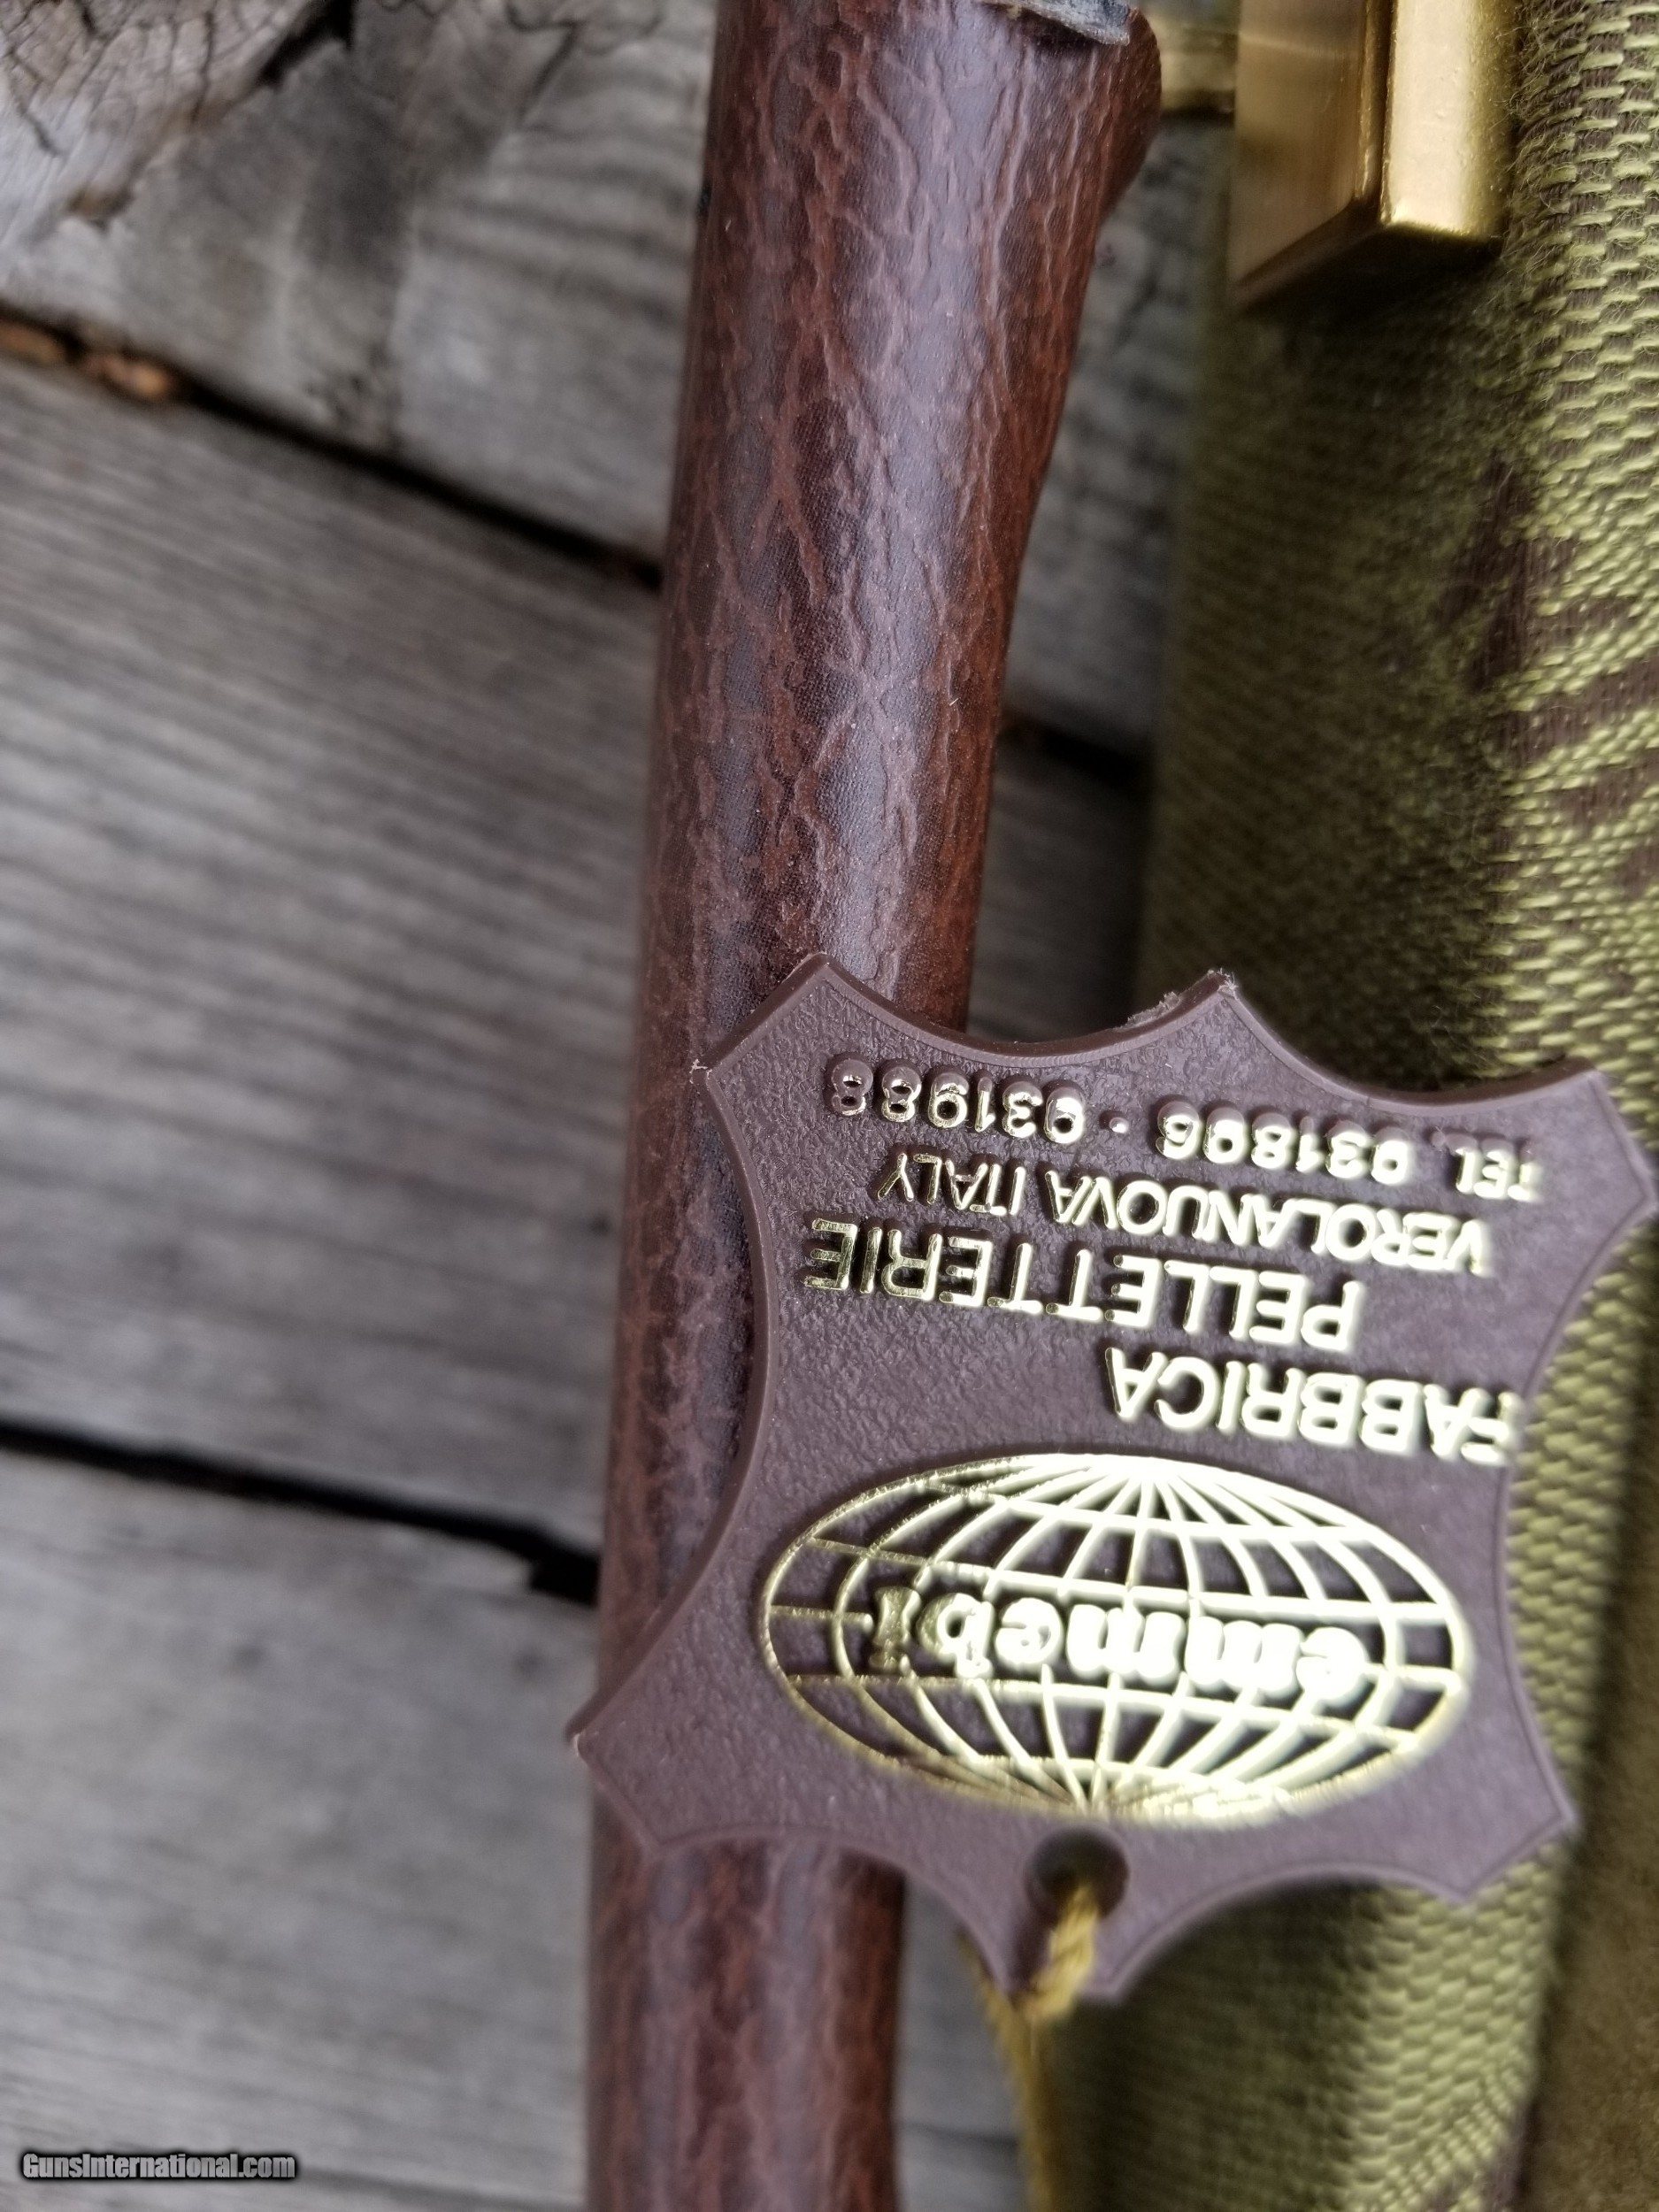 emmebi
FABBRICA
PELLETTERIE
VEROLANUOVA ITALY
TEL. 931896 - 931988
GunsInternational.com